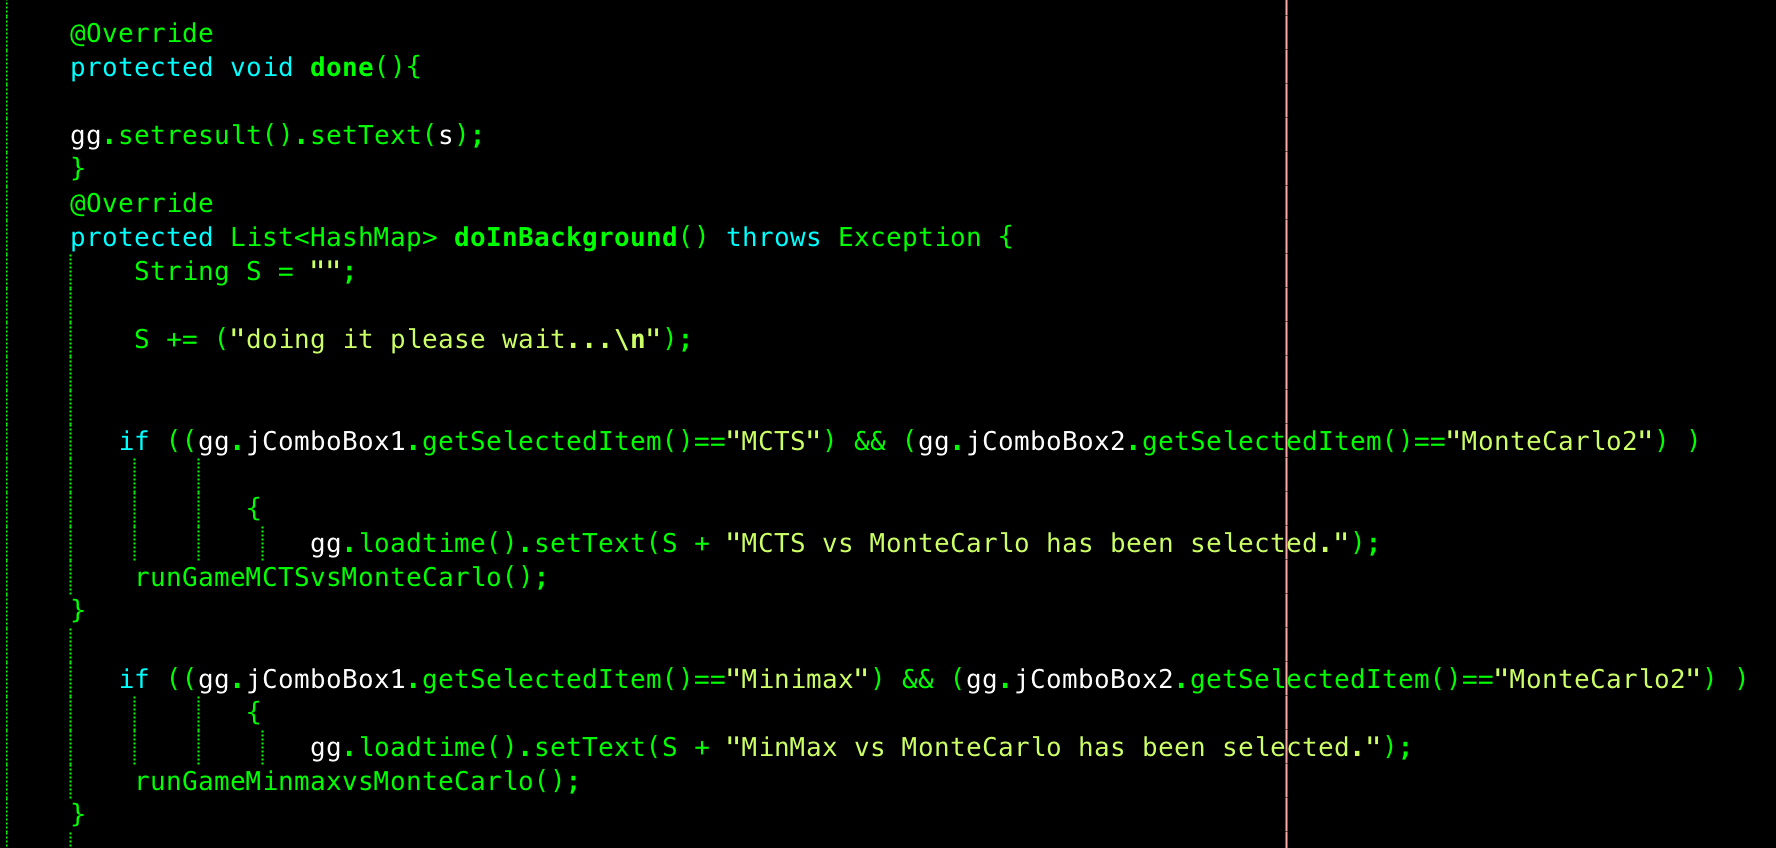 @Override
protected void done(){
gg.setresult().setText(s);
}
@Override
protected List<HashMap> doInBackground() throws Exception {
String S = "";
S += ("doing it please wait...\n");
if ((gg.jComboBox1.getSelectedItem()=="MCTS") && (gg.jComboBox2.getSelectedItem()=="MonteCarlo2") )
{
gg.loadtime().setText(S + "MCTS vs MonteCarlo has been selected.");
runGameMCTSvsMonteCarlo();
}
if ((gg.jComboBox1.getSelectedItem()=="Minimax") && (gg.jComboBox2.getSelectedItem()=="MonteCarlo2") )
{
gg.loadtime().setText(S + "MinMax vs MonteCarlo has been selected.");
runGameMinmaxvsMonteCarlo();
}